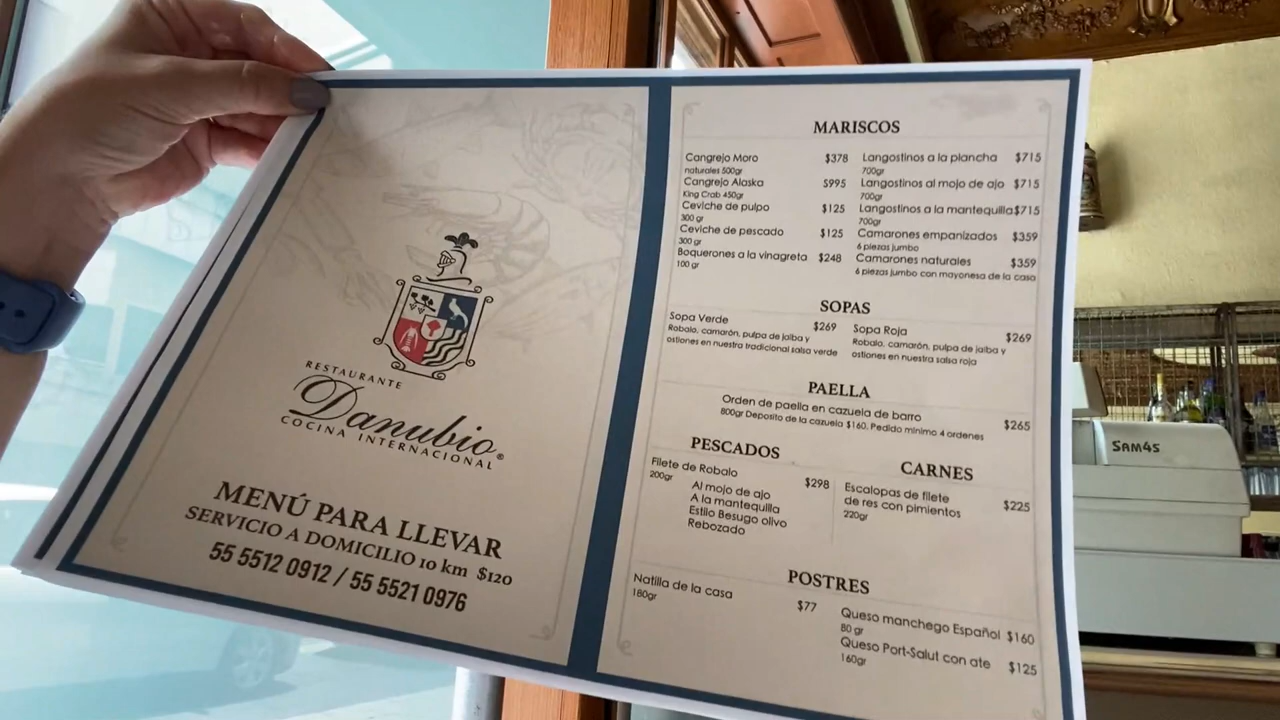 RESTAURANTE
Danubio®
COCINA INTERNACIONAL
MENÚ PARA LLEVAR
SERVICIO A DOMICILIO 10 km $120
55 5512 0912 / 55 5521 0976
MARISCOS
Cangrejo Moro $378
naturales 500gr
Cangrejo Alaska $995
King Crab 450gr
Ceviche de pulpo $125
300 gr
Ceviche de pescado $125
300 gr
Boquerones a la vinagreta $248
100 gr
Langostinos a la plancha $715
700gr
Langostinos al mojo de ajo $715
700gr
Langostinos a la mantequilla $715
700gr
Camarones empanizados $359
6 piezas jumbo
Camarones naturales $359
6 piezas jumbo con mayonesa de la casa
SOPAS
Sopa Verde $269
Robalo, camarón, pulpa de jaiba y
ostiones en nuestra tradicional salsa verde
Sopa Roja $269
Robalo, camarón, pulpa de jaiba y
ostiones en nuestra salsa roja
PAELLA
Orden de paella en cazuela de barro $265
800gr Deposito de la cazuela $160, Pedido minimo 4 ordenes
PESCADOS
Filete de Robalo $298
200gr
Al mojo de ajo
A la mantequilla
Estilo Besugo olivo
Rebozado
CARNES
Escalopas de filete
de res con pimientos $225
220gr
POSTRES
Natilla de la casa $77
180gr
Queso manchego Español $160
80 gr
Queso Port-Salut con ate $125
160gr
SAM4S